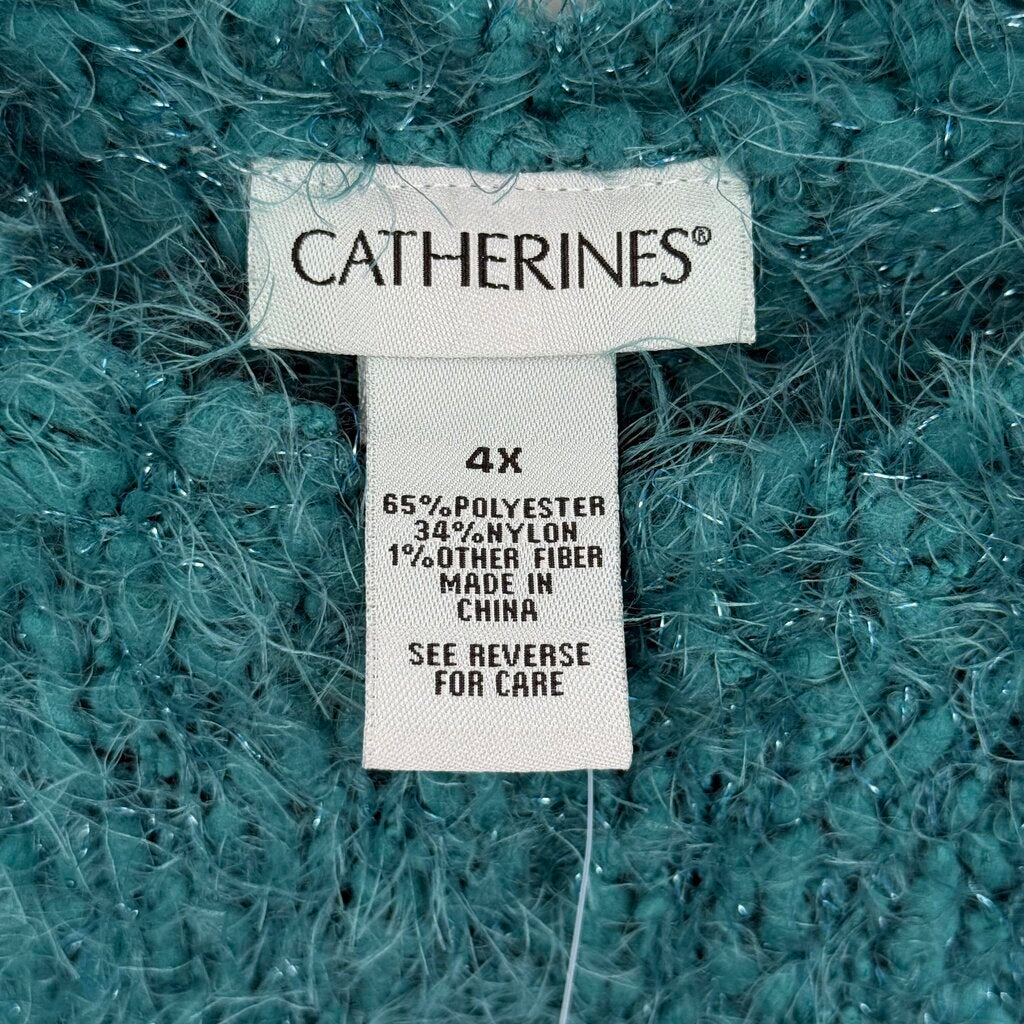 CATHERINES®
4X
65%POLYESTER
34%NYLON
1%OTHER FIBER
MADE IN
CHINA
SEE REVERSE
FOR CARE